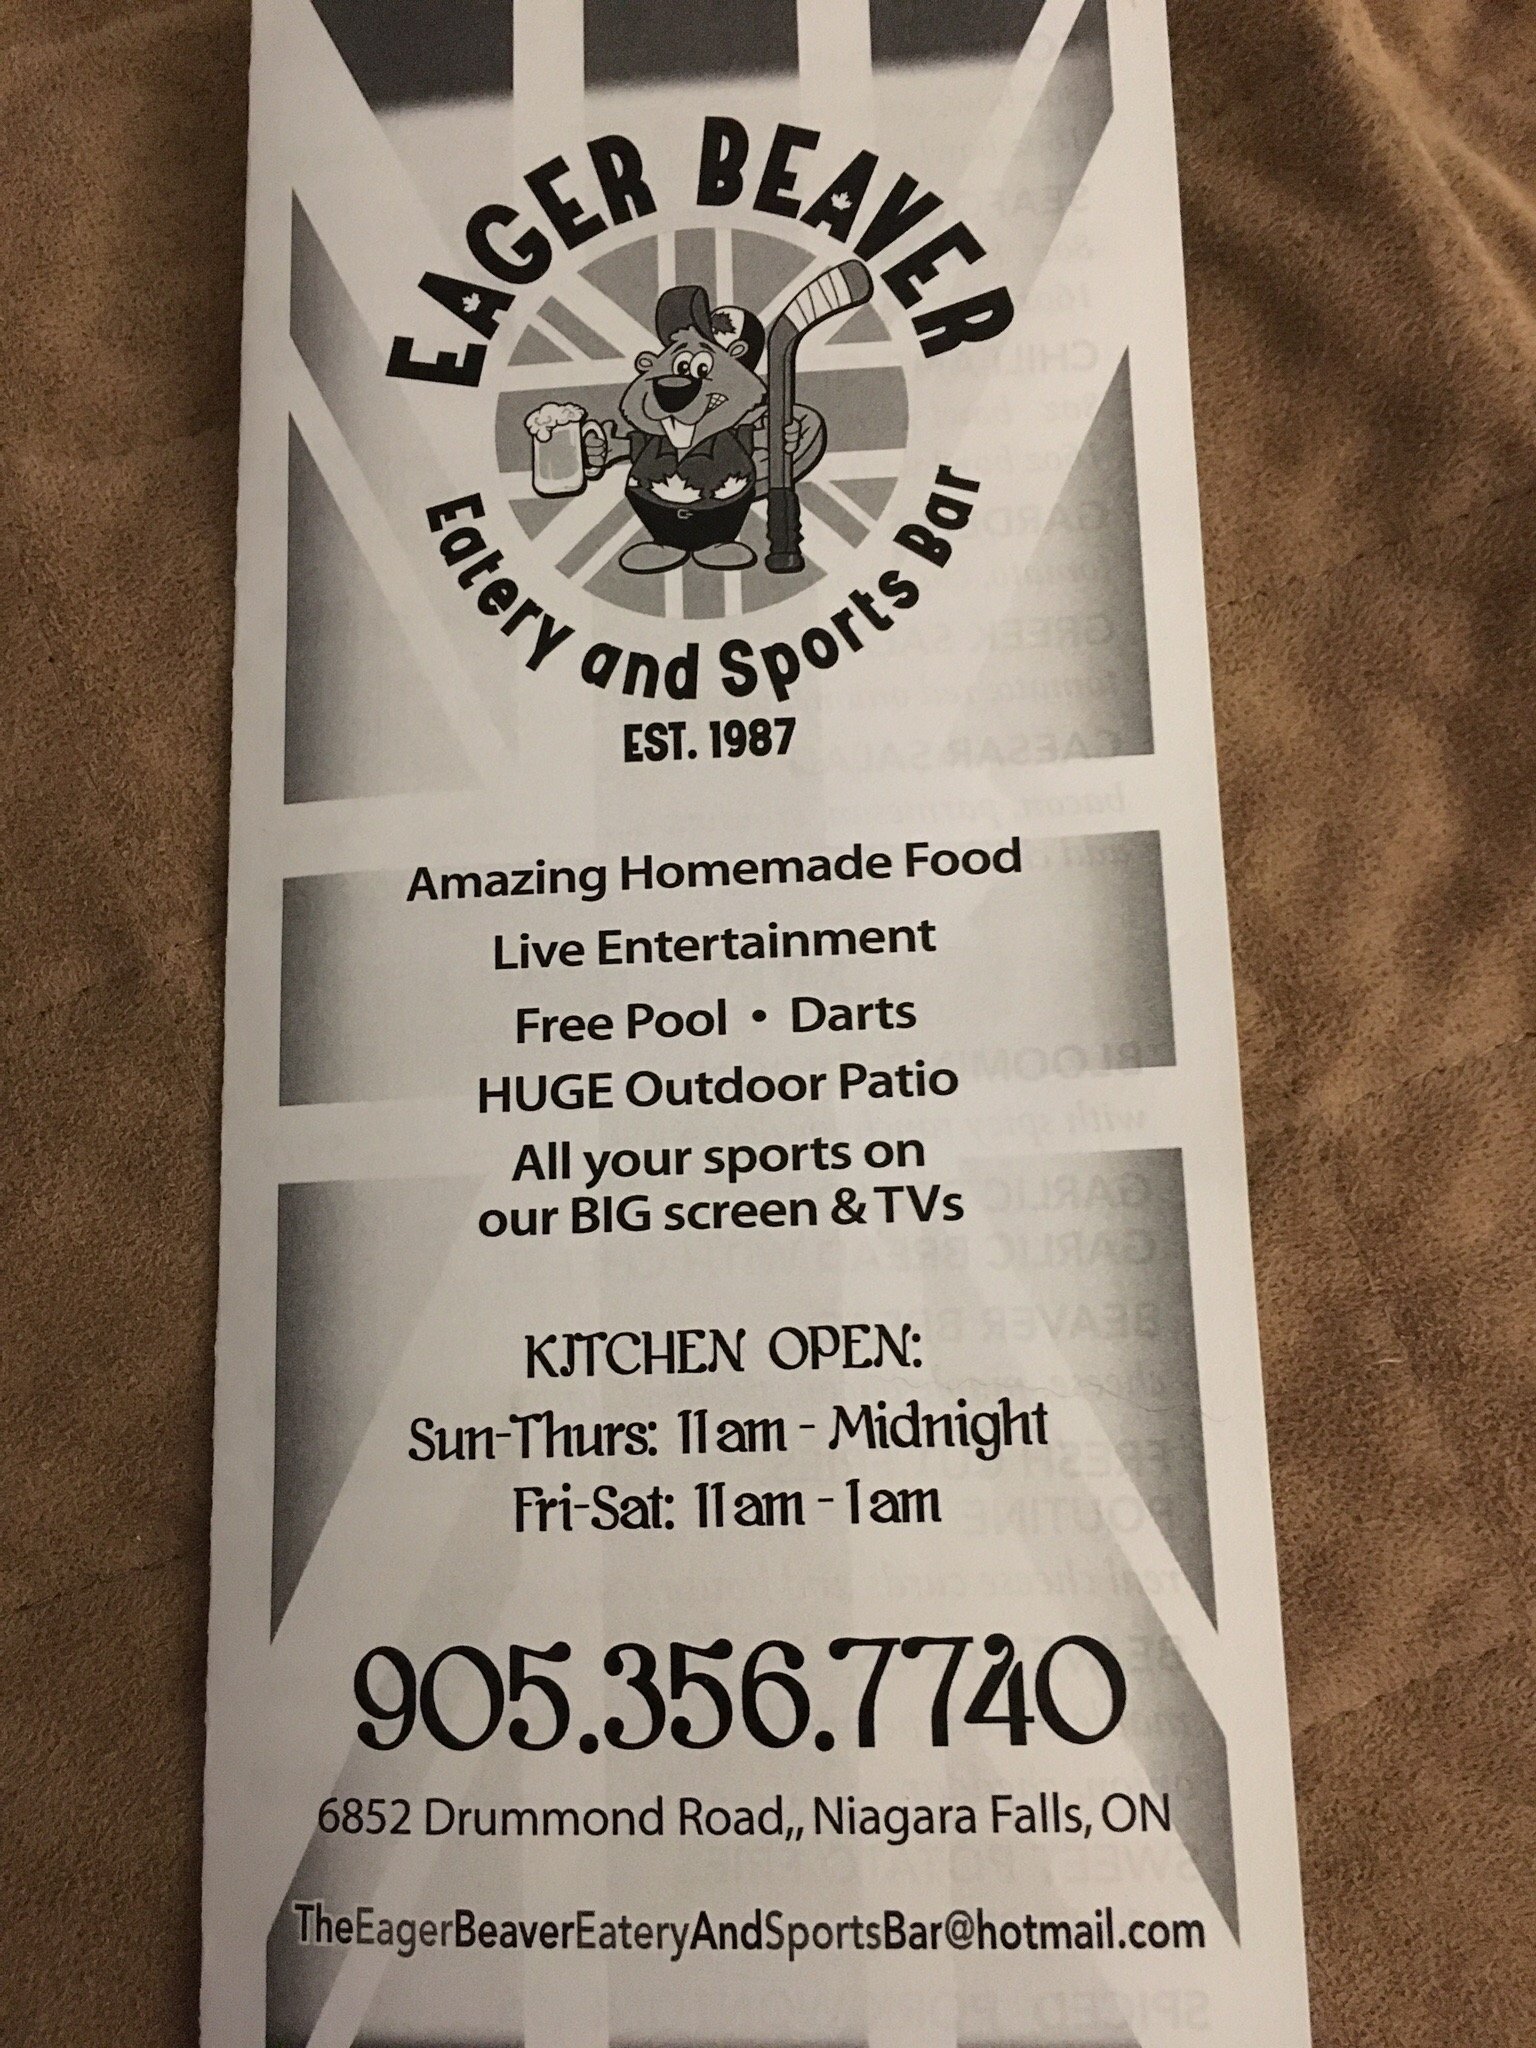 EAGER BEAVER
Eatery and Sports Bar
EST. 1987
Amazing Homemade Food
Live Entertainment
Free Pool • Darts
HUGE Outdoor Patio
All your sports on
our BIG screen & TVs
KITCHEN OPEN:
Sun-Thurs: 11am - Midnight
Fri-Sat: 11am - 1am
905.356.7740
6852 Drummond Road,, Niagara Falls, ON
TheEagerBeaverEateryAndSportsBar@hotmail.com